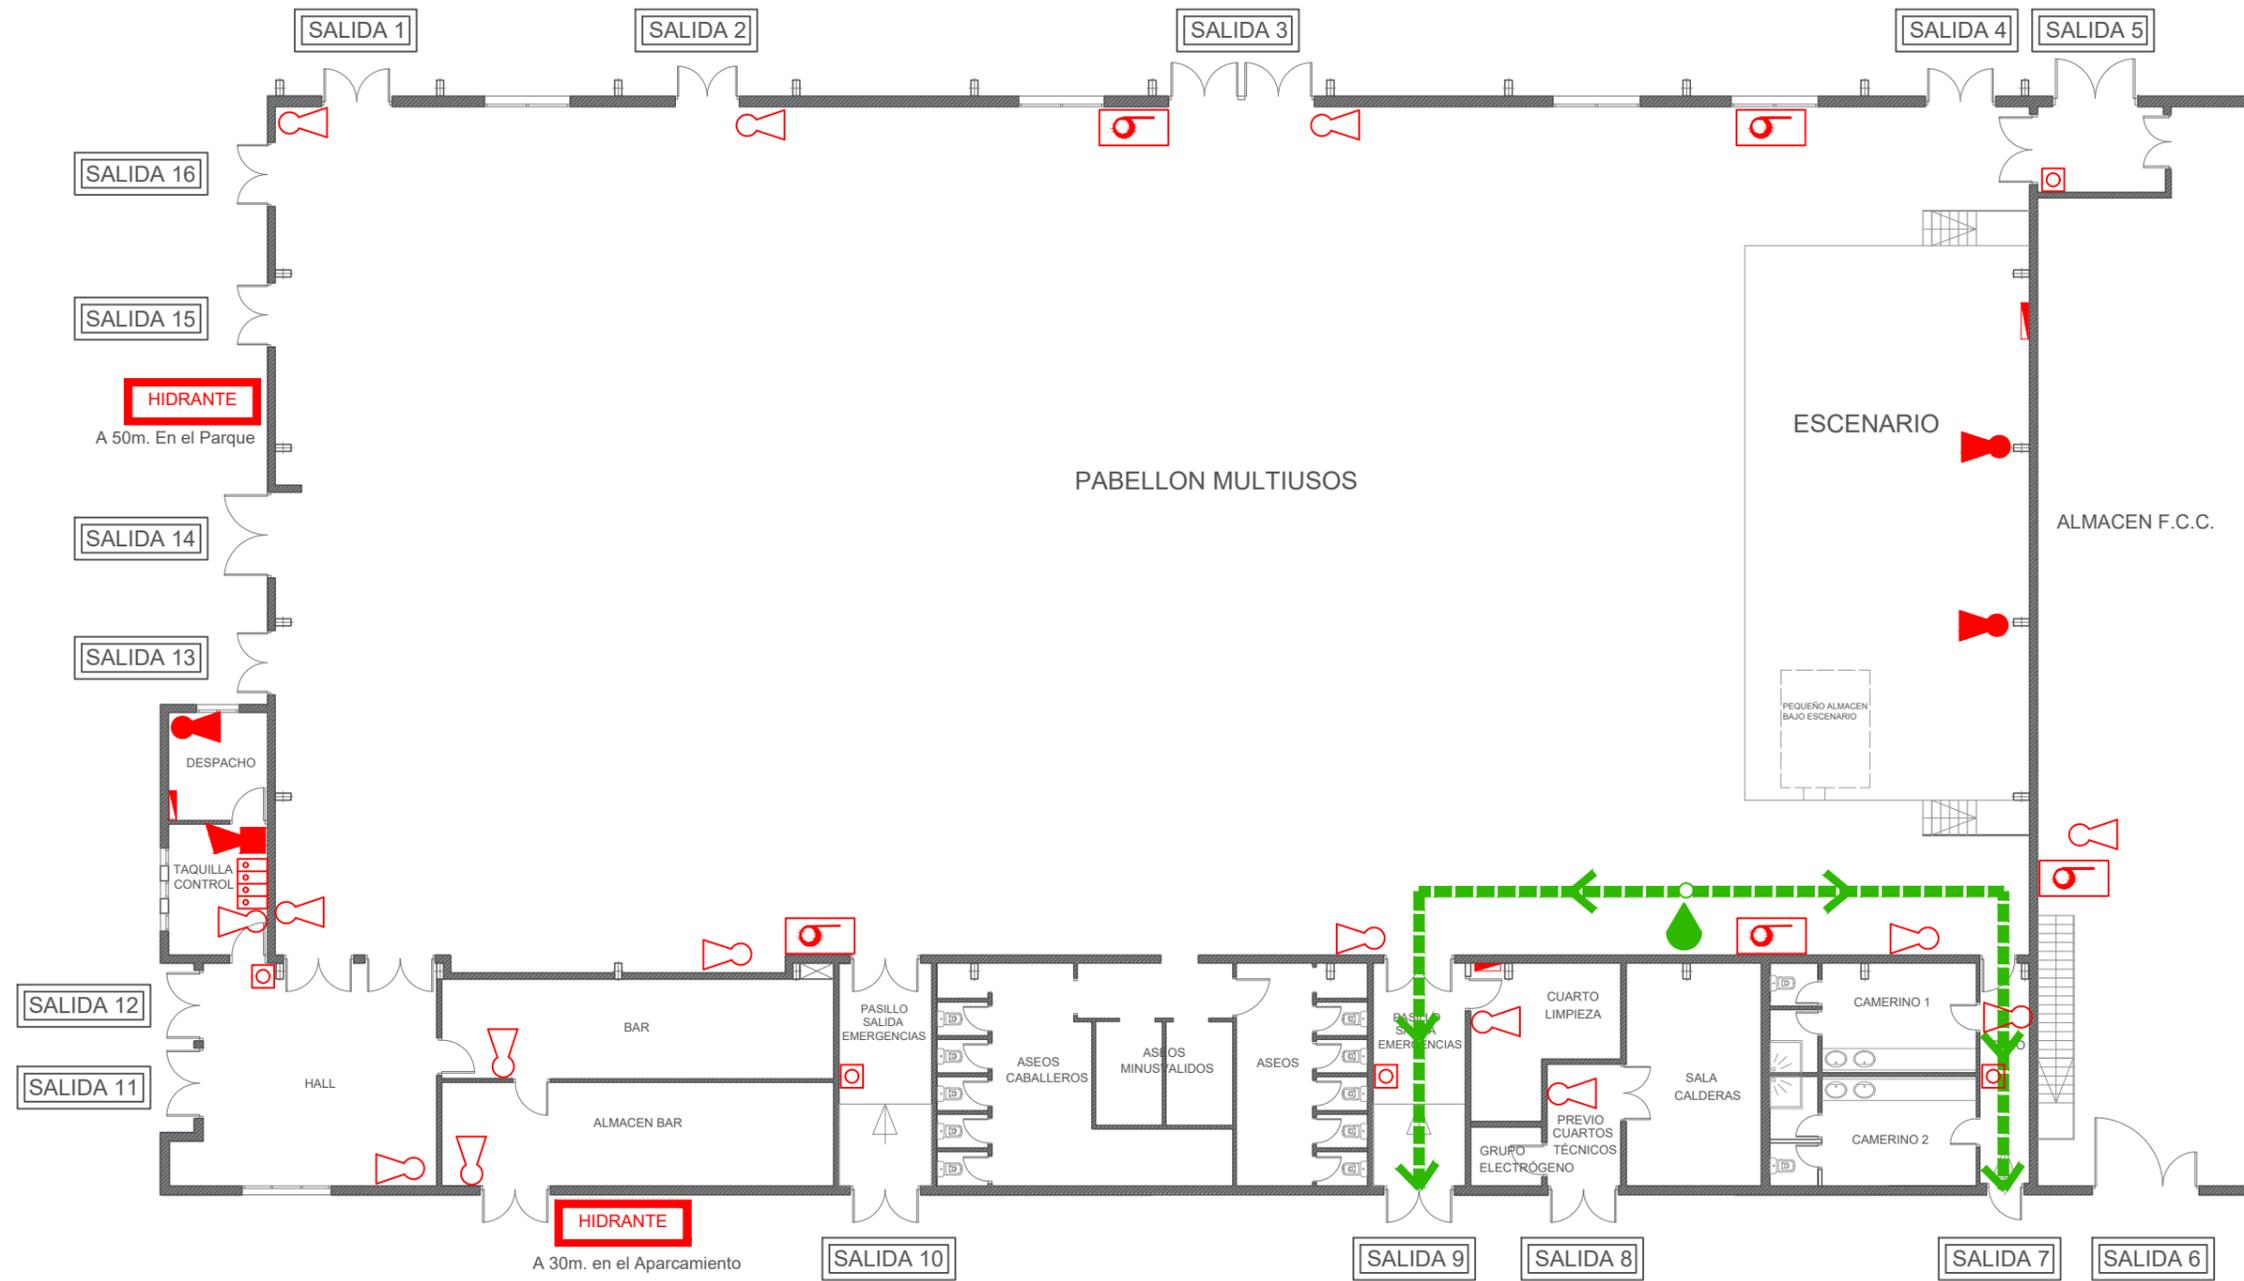 SALIDA 1
SALIDA 2
SALIDA 3
SALIDA 4
SALIDA 5
SALIDA 16
SALIDA 15
HIDRANTE
A 50m. En el Parque
ESCENARIO
PABELLON MULTIUSOS
ALMACEN F.C.C.
SALIDA 14
SALIDA 13
PEQUEÑO ALMACEN
BAJO ESCENARIO
DESPACHO
TAQUILLA
CONTROL
SALIDA 12
SALIDA 11
HALL
BAR
ALMACEN BAR
PASILLO
SALIDA
EMERGENCIAS
ASEOS
CABALLEROS
ASEOS
MINUSVALIDOS
ASEOS
PASILLO
SALIDA
EMERGENCIAS
CUARTO
LIMPIEZA
PREVIO
CUARTOS
TÉCNICOS
GRUPO
ELECTRÓGENO
SALA
CALDERAS
CAMERINO 1
CAMERINO 2
HIDRANTE
A 30m. en el Aparcamiento
SALIDA 10
SALIDA 9
SALIDA 8
SALIDA 7
SALIDA 6